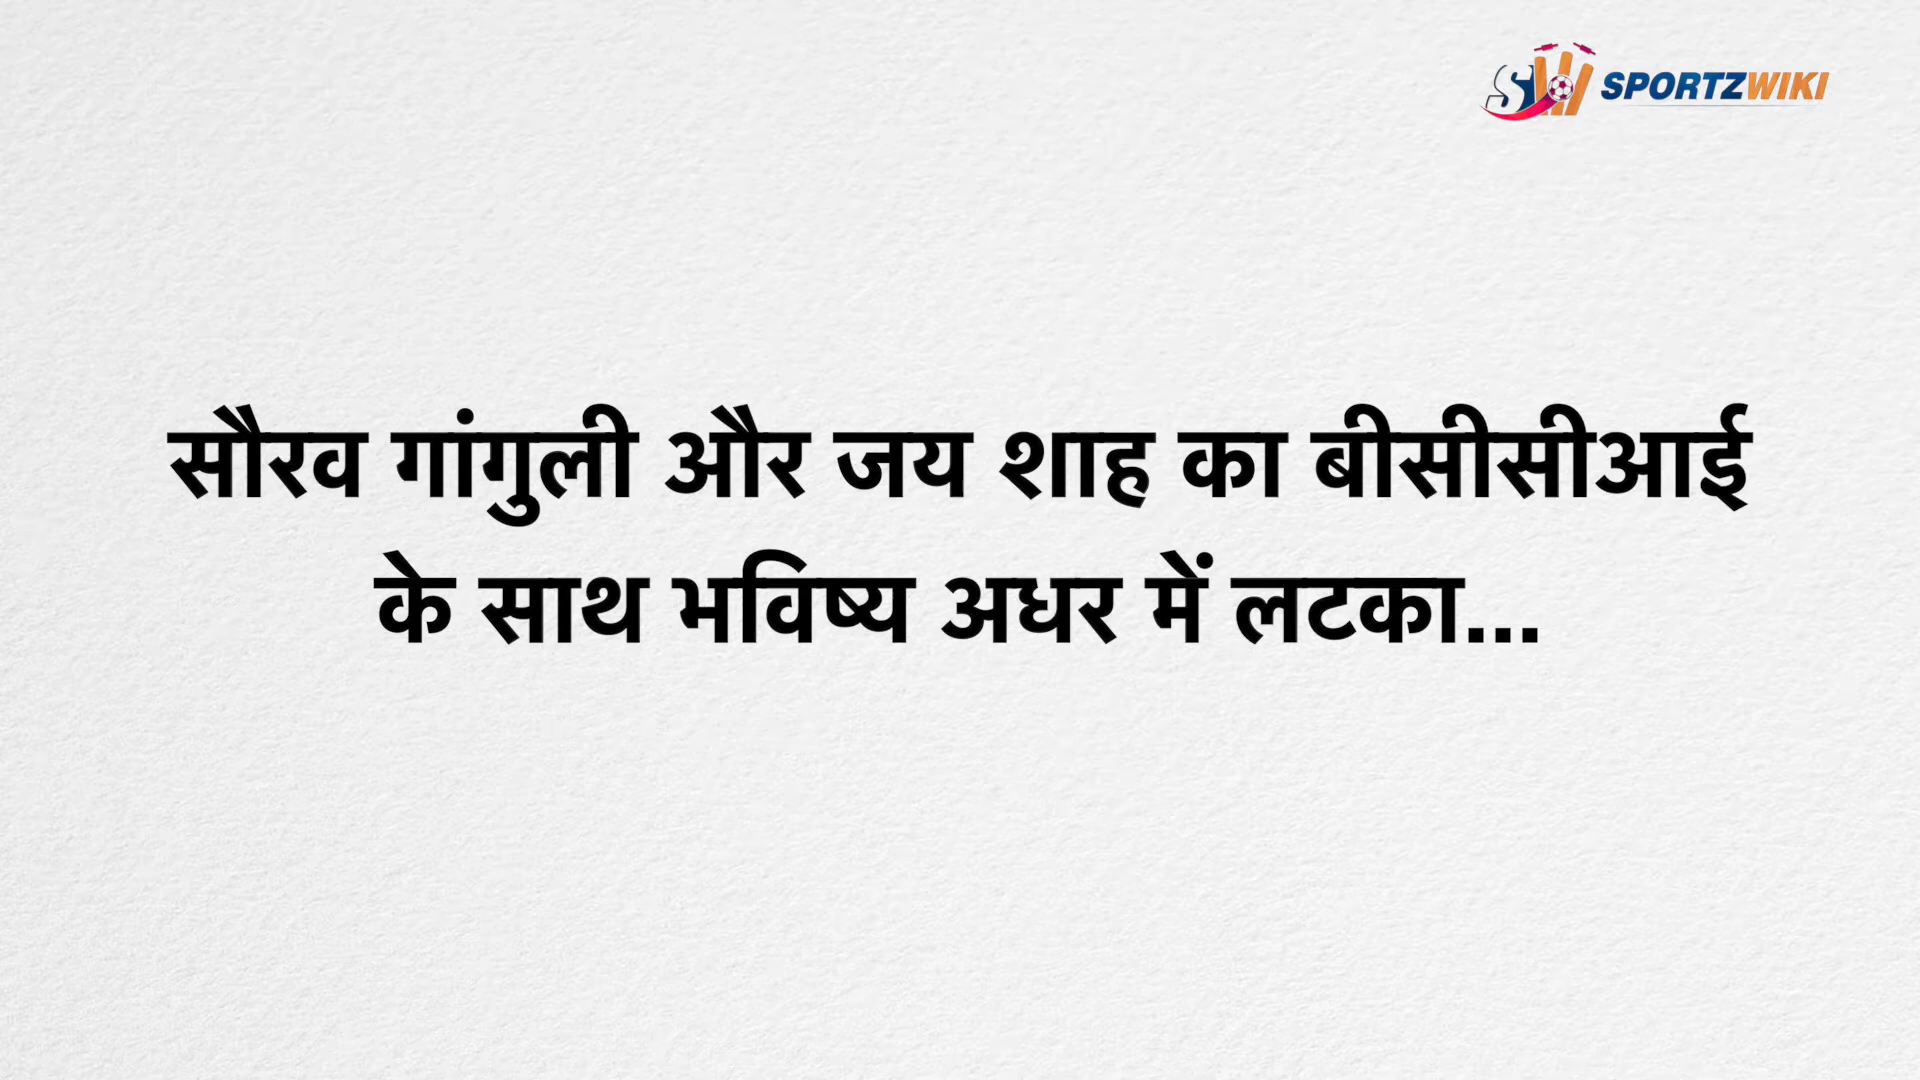 SPORTZWIKI
सौरव गांगुली और जय शाह का बीसीसीआई
के साथ भविष्य अधर में लटका...